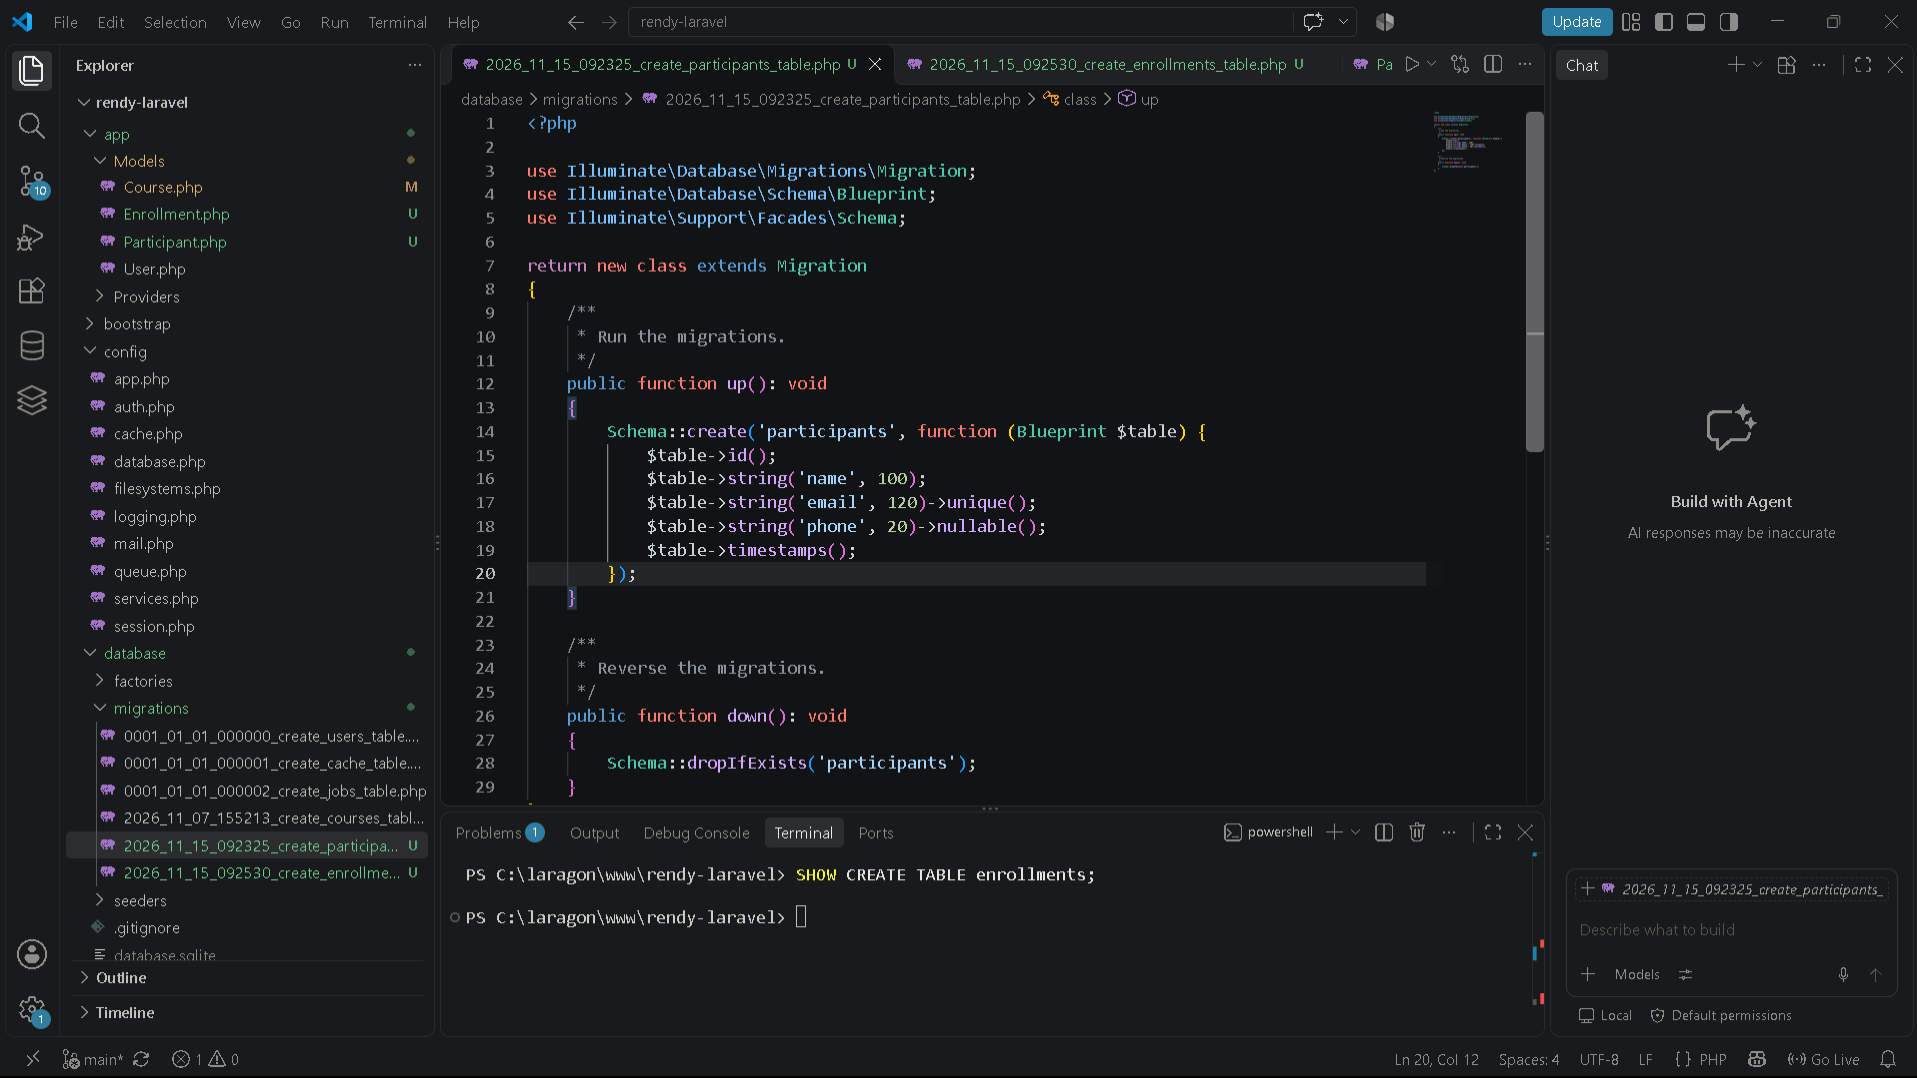 File Edit Selection View Go Run Terminal Help
rendy-laravel
Update
Explorer
rendy-laravel
app
Models
Course.php M
Enrollment.php U
Participant.php U
User.php
Providers
bootstrap
config
app.php
auth.php
cache.php
database.php
filesystems.php
logging.php
mail.php
queue.php
services.php
session.php
database
factories
migrations
0001_01_01_000000_create_users_table....
0001_01_01_000001_create_cache_table....
0001_01_01_000002_create_jobs_table.php
2026_11_07_155213_create_courses_tabl...
2026_11_15_092325_create_participa... U
2026_11_15_092530_create_enrollme... U
seeders
.gitignore
database.sqlite
Outline
Timeline
10
1
2026_11_15_092325_create_participants_table.php U
2026_11_15_092530_create_enrollments_table.php U
Pa
database > migrations > 2026_11_15_092325_create_participants_table.php > class > up
1 <?php
2
3 use Illuminate\Database\Migrations\Migration;
4 use Illuminate\Database\Schema\Blueprint;
5 use Illuminate\Support\Facades\Schema;
6
7 return new class extends Migration
8 {
9 /**
10 * Run the migrations.
11 */
12 public function up(): void
13 {
14 Schema::create('participants', function (Blueprint $table) {
15 $table->id();
16 $table->string('name', 100);
17 $table->string('email', 120)->unique();
18 $table->string('phone', 20)->nullable();
19 $table->timestamps();
20 });
21 }
22
23 /**
24 * Reverse the migrations.
25 */
26 public function down(): void
27 {
28 Schema::dropIfExists('participants');
29 }
Problems 1 Output Debug Console Terminal Ports
powershell
PS C:\laragon\www\rendy-laravel> SHOW CREATE TABLE enrollments;
PS C:\laragon\www\rendy-laravel>
Chat
Build with Agent
AI responses may be inaccurate
2026_11_15_092325_create_participants_
Describe what to build
Models
Local Default permissions
main* 1 0
Ln 20, Col 12 Spaces: 4 UTF-8 LF {} PHP Go Live